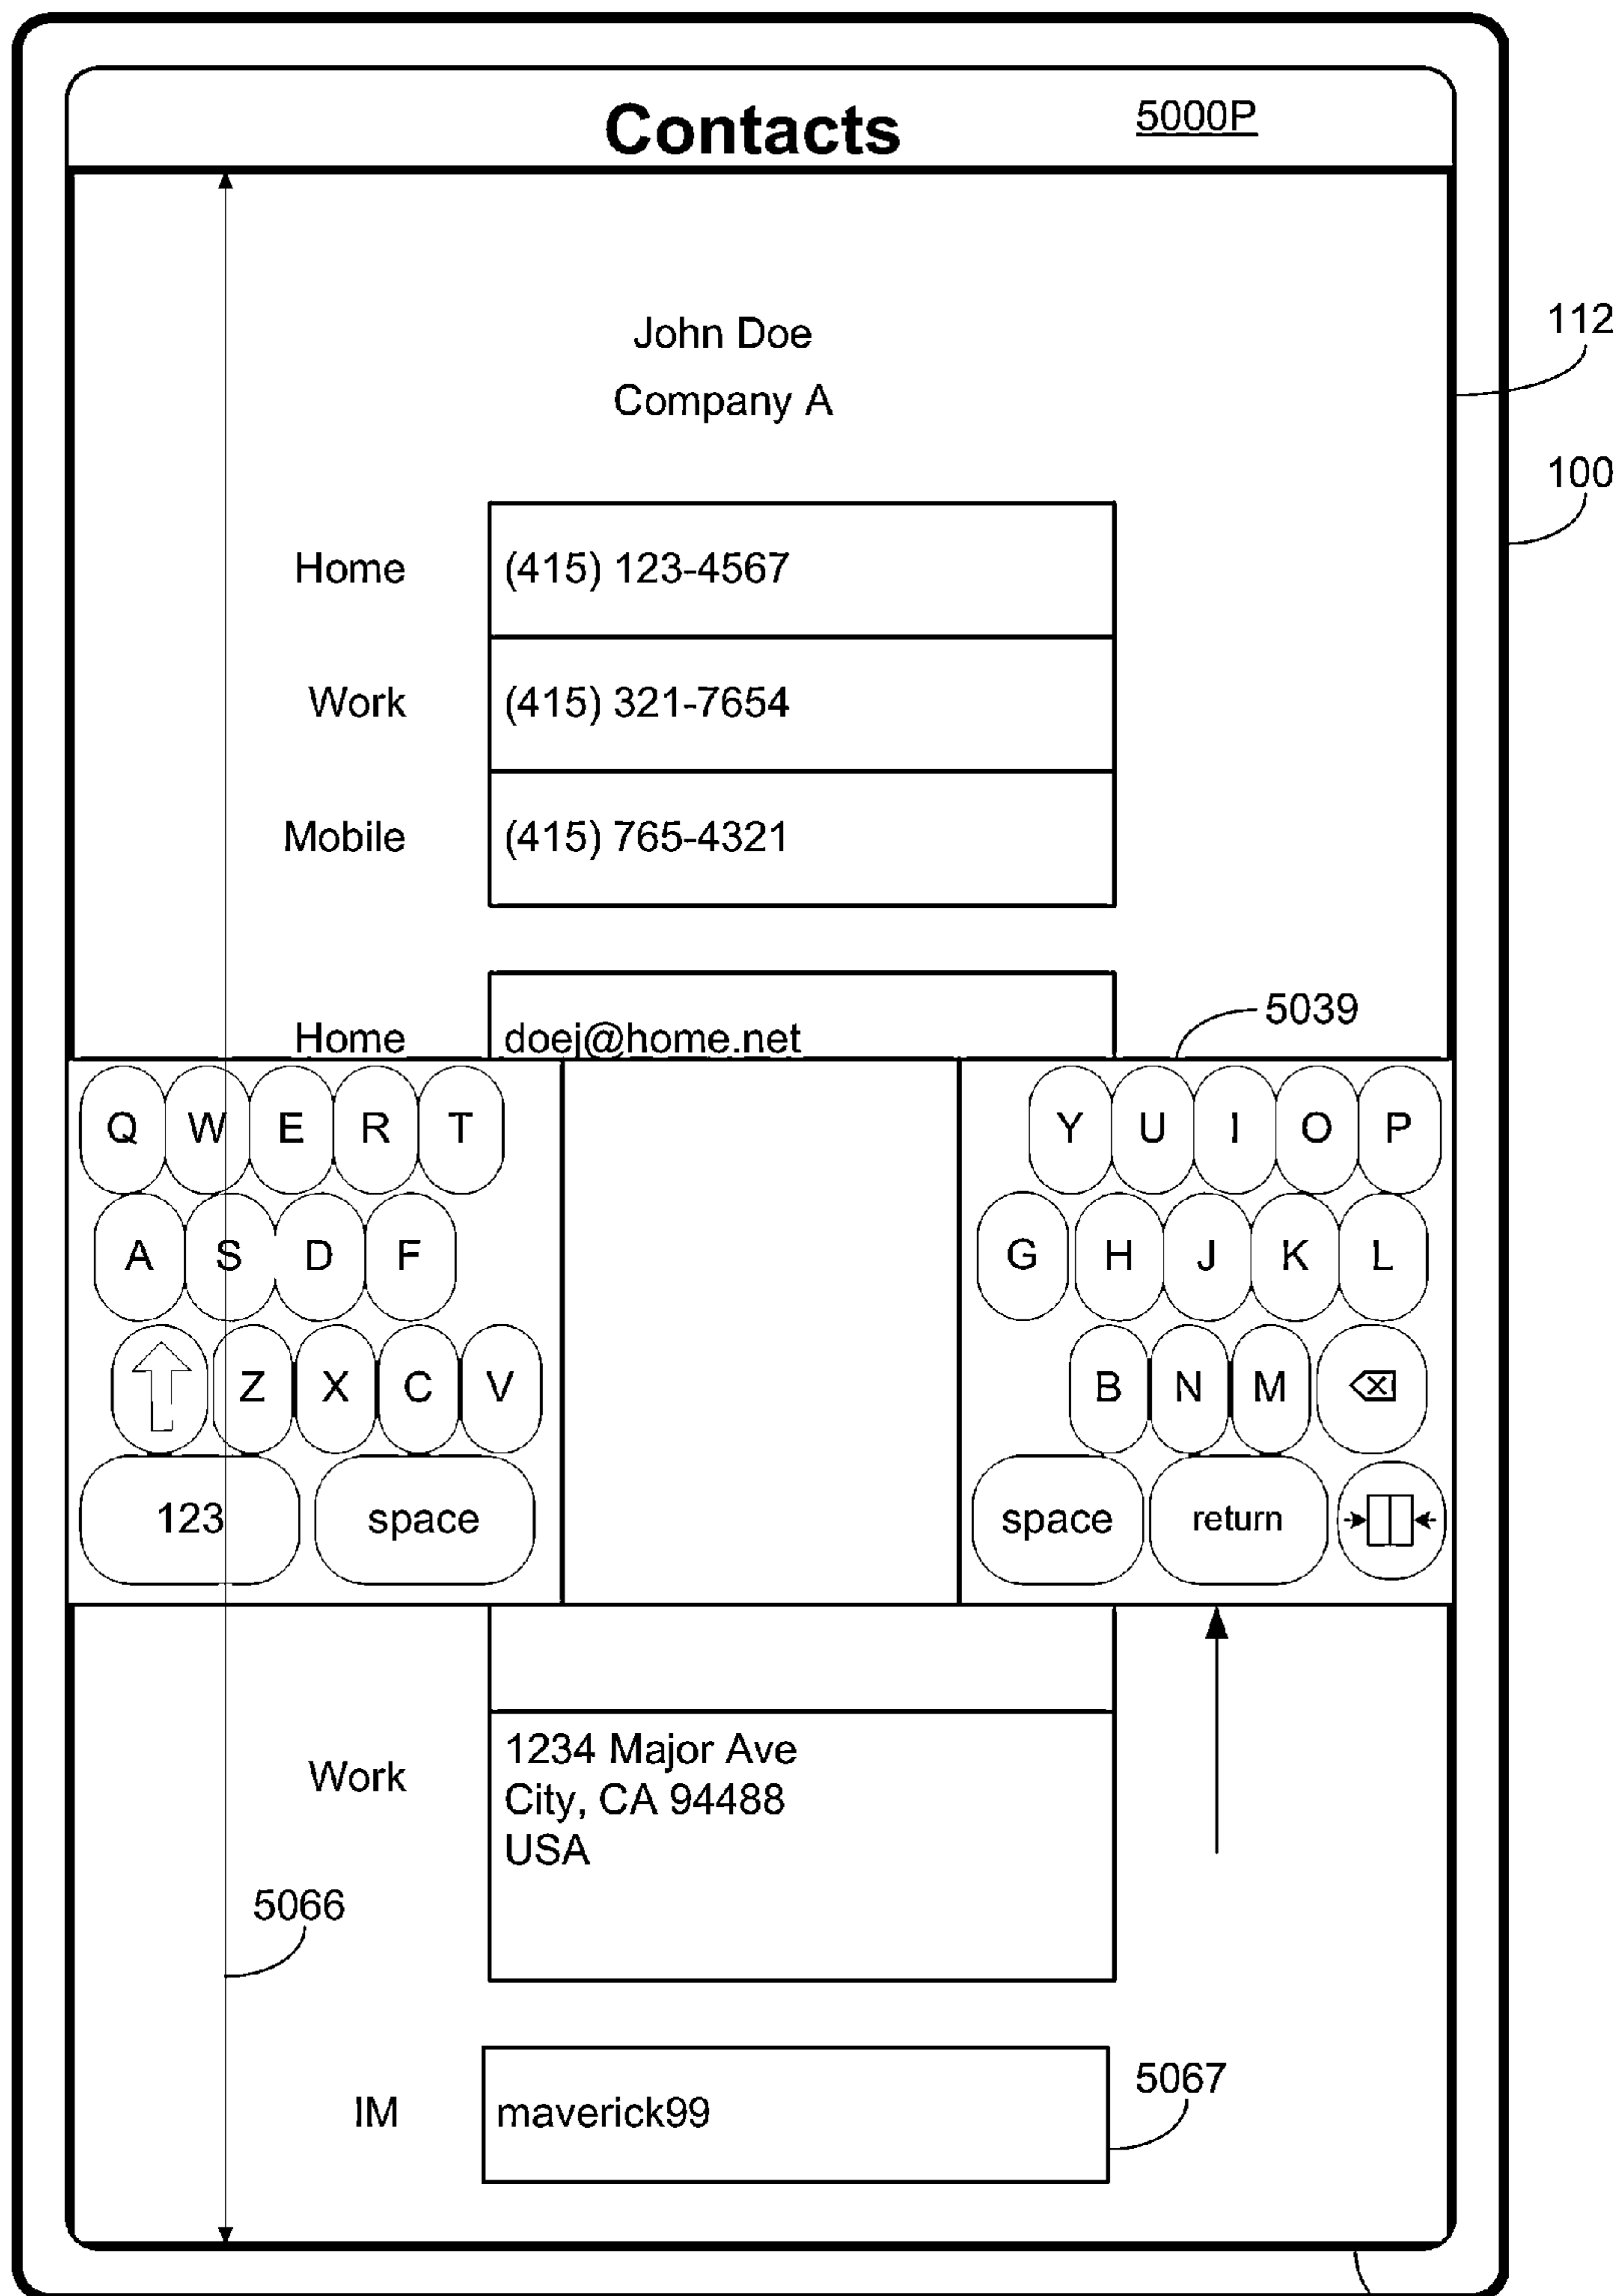 Contacts 5000P
John Doe
Company A
112
100
Home (415) 123-4567
Work (415) 321-7654
Mobile (415) 765-4321
5039
Home doej@home.net
Q W E R T Y U I O P
A S D F G H J K L
Z X C V B N M
123 space space return
Work
1234 Major Ave
City, CA 94488
USA
5066
5067
IM maverick99